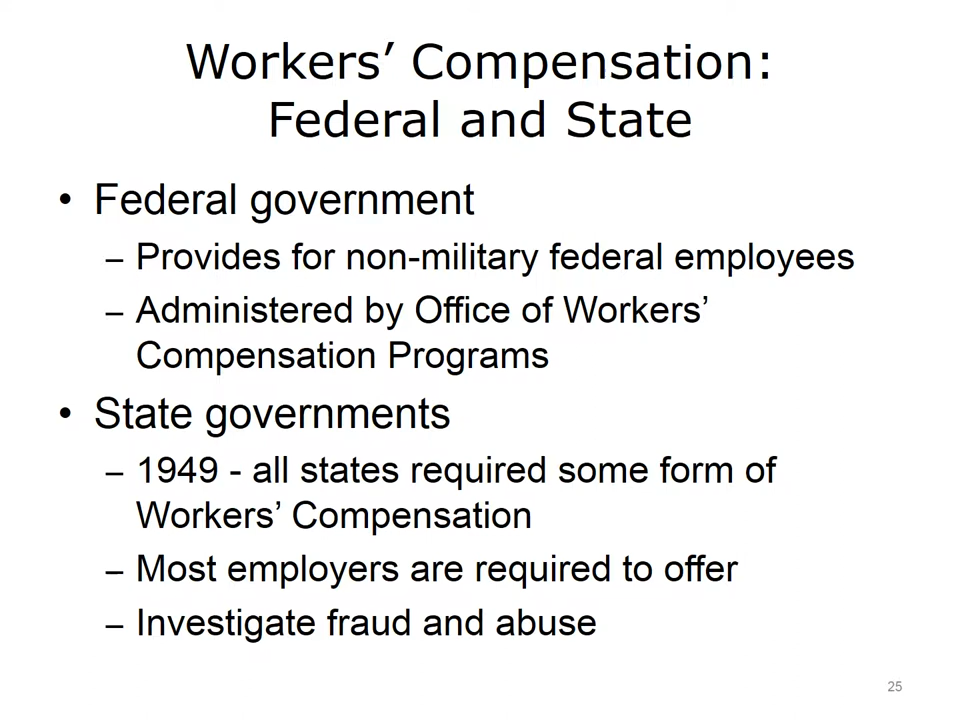 Workers’ Compensation:
Federal and State
• Federal government
– Provides for non-military federal employees
– Administered by Office of Workers’
Compensation Programs
• State governments
– 1949 - all states required some form of
Workers’ Compensation
– Most employers are required to offer
– Investigate fraud and abuse
25